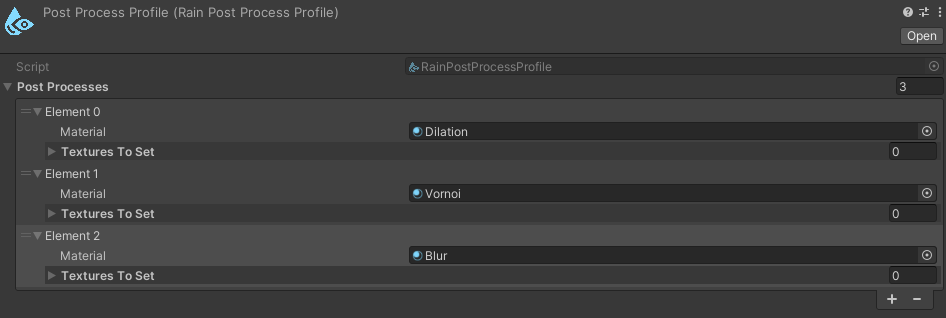 Post Process Profile (Rain Post Process Profile)
Open
Script RainPostProcessProfile
Post Processes 3
Element 0
Material Dilation
Textures To Set 0
Element 1
Material Vornoi
Textures To Set 0
Element 2
Material Blur
Textures To Set 0
+ −